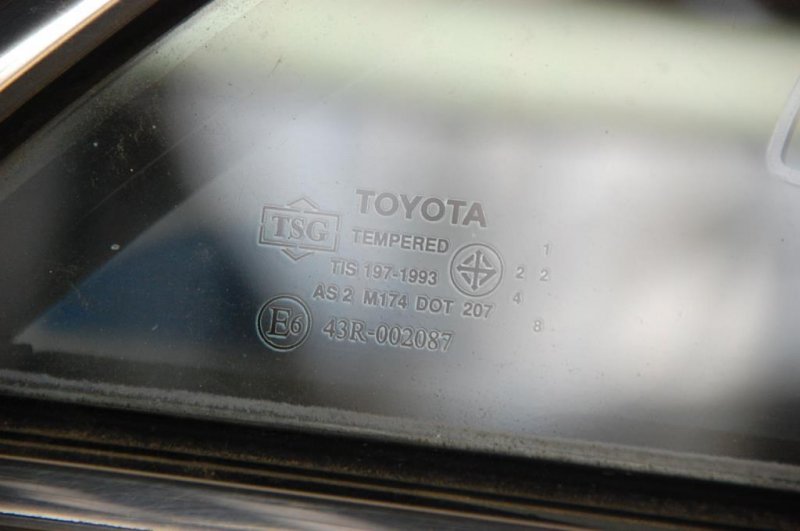 TOYOTA
TSG
TEMPERED
TIS 197-1993
AS 2 M174 DOT 207
E6 43R-002087
1
2 2
4
8